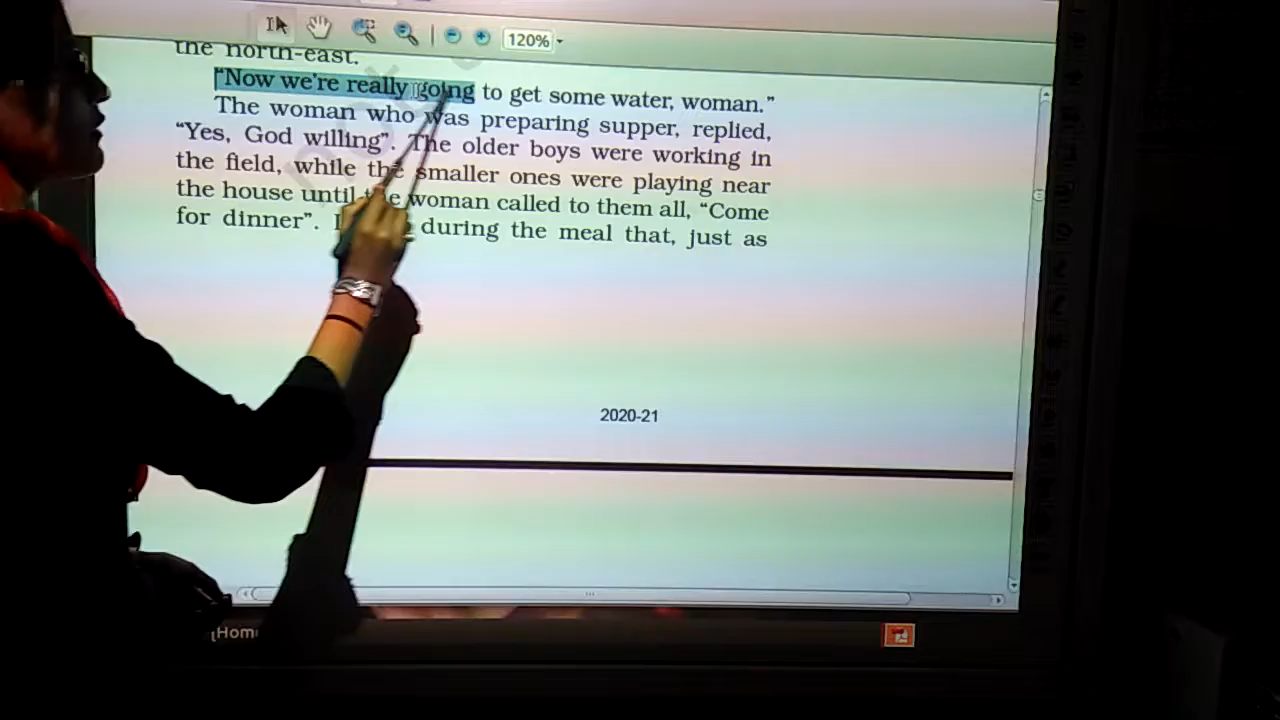 120%
the north-east.
“Now we're really going to get some water, woman.”
The woman who was preparing supper, replied,
“Yes, God willing”. The older boys were working in
the field, while the smaller ones were playing near
the house until the woman called to them all, “Come
for dinner”. during the meal that, just as
2020-21
[Hom